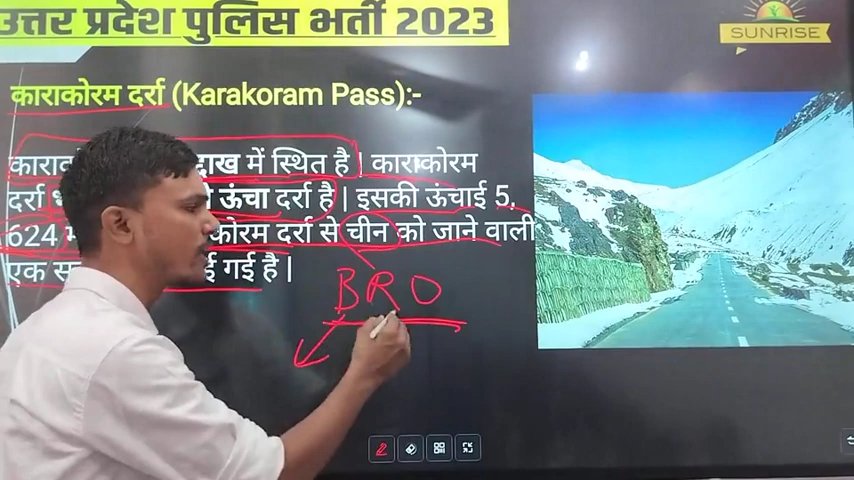 उत्तर प्रदेश पुलिस भर्ती 2023
SUNRISE
काराकोरम दर्रा (Karakoram Pass):-
में स्थित है | काराकोरम
दर्रा ऊंचा दर्रा है | इसकी ऊंचाई 5,
624 दर्रा से चीन को जाने वाली
एक गई है |
BRO